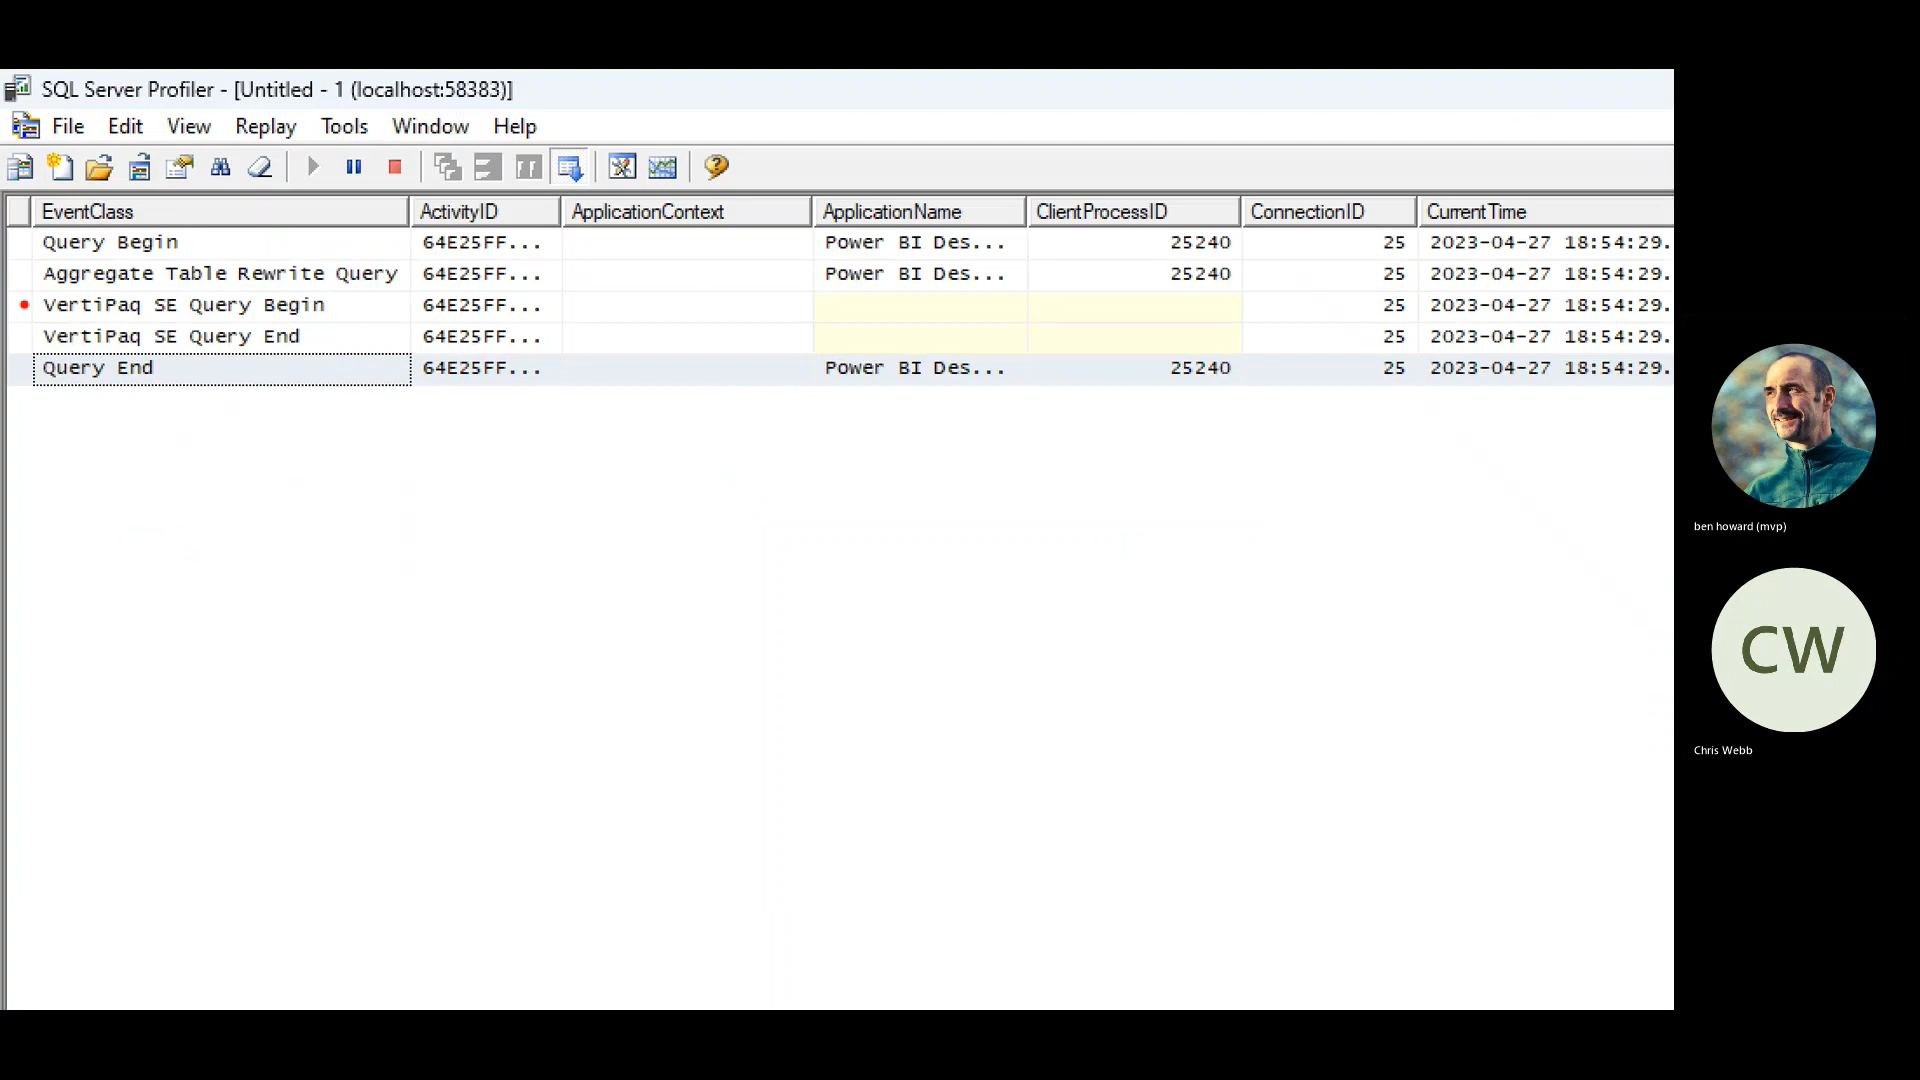 SQL Server Profiler - [Untitled - 1 (localhost:58383)]
File Edit View Replay Tools Window Help
EventClass ActivityID ApplicationContext ApplicationName ClientProcessID ConnectionID CurrentTime
Query Begin 64E25FF... Power BI Des... 25240 25 2023-04-27 18:54:29.
Aggregate Table Rewrite Query 64E25FF... Power BI Des... 25240 25 2023-04-27 18:54:29.
VertiPaq SE Query Begin 64E25FF... 25 2023-04-27 18:54:29.
VertiPaq SE Query End 64E25FF... 25 2023-04-27 18:54:29.
Query End 64E25FF... Power BI Des... 25240 25 2023-04-27 18:54:29.
ben howard (mvp)
CW
Chris Webb